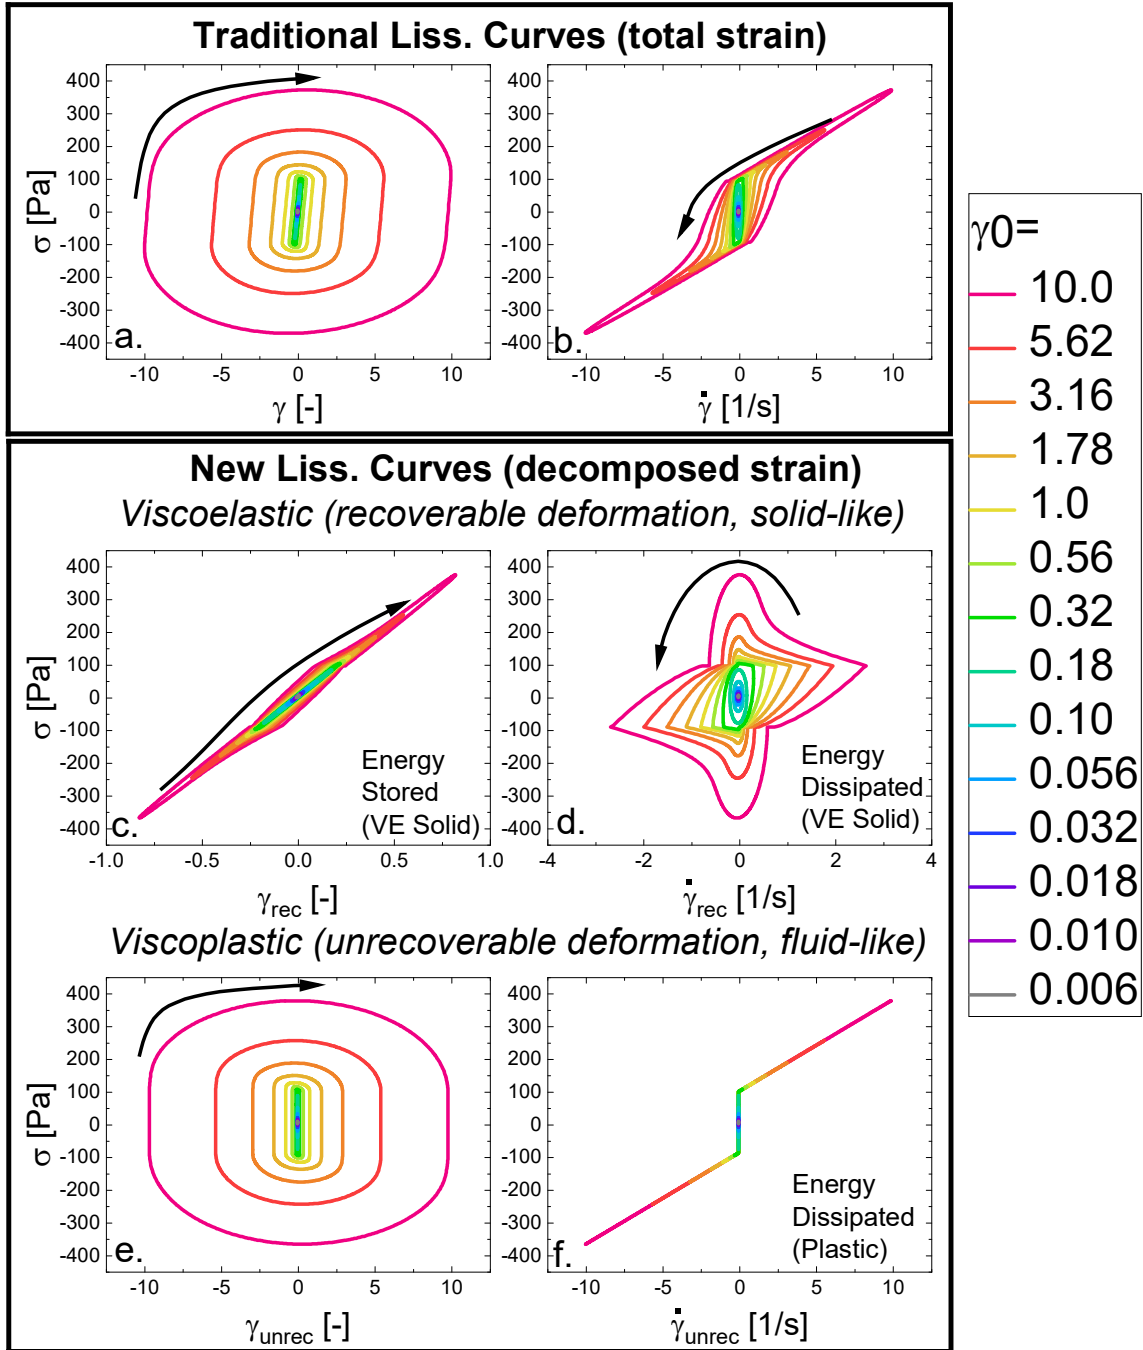 Traditional Liss. Curves (total strain)
400
300
200
100
0
-100
-200
-300
-400
σ [Pa]
a.
-10 -5 0 5 10
γ [-]
400
300
200
100
0
-100
-200
-300
-400
b.
-10 -5 0 5 10
γ̇ [1/s]
New Liss. Curves (decomposed strain)
Viscoelastic (recoverable deformation, solid-like)
400
300
200
100
0
-100
-200
-300
-400
σ [Pa]
Energy
Stored
(VE Solid)
c.
-1.0 -0.5 0.0 0.5 1.0
γrec [-]
400
300
200
100
0
-100
-200
-300
-400
Energy
Dissipated
(VE Solid)
d.
-4 -2 0 2 4
γ̇rec [1/s]
Viscoplastic (unrecoverable deformation, fluid-like)
400
300
200
100
0
-100
-200
-300
-400
σ [Pa]
e.
-10 -5 0 5 10
γunrec [-]
400
300
200
100
0
-100
-200
-300
-400
Energy
Dissipated
(Plastic)
f.
-10 -5 0 5 10
γ̇unrec [1/s]
γ0=
10.0
5.62
3.16
1.78
1.0
0.56
0.32
0.18
0.10
0.056
0.032
0.018
0.010
0.006